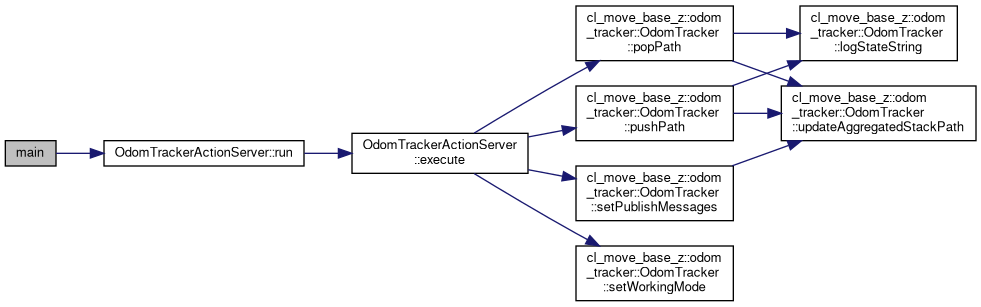 main
OdomTrackerActionServer::run
OdomTrackerActionServer
::execute
cl_move_base_z::odom
_tracker::OdomTracker
::popPath
cl_move_base_z::odom
_tracker::OdomTracker
::pushPath
cl_move_base_z::odom
_tracker::OdomTracker
::setPublishMessages
cl_move_base_z::odom
_tracker::OdomTracker
::setWorkingMode
cl_move_base_z::odom
_tracker::OdomTracker
::logStateString
cl_move_base_z::odom
_tracker::OdomTracker
::updateAggregatedStackPath